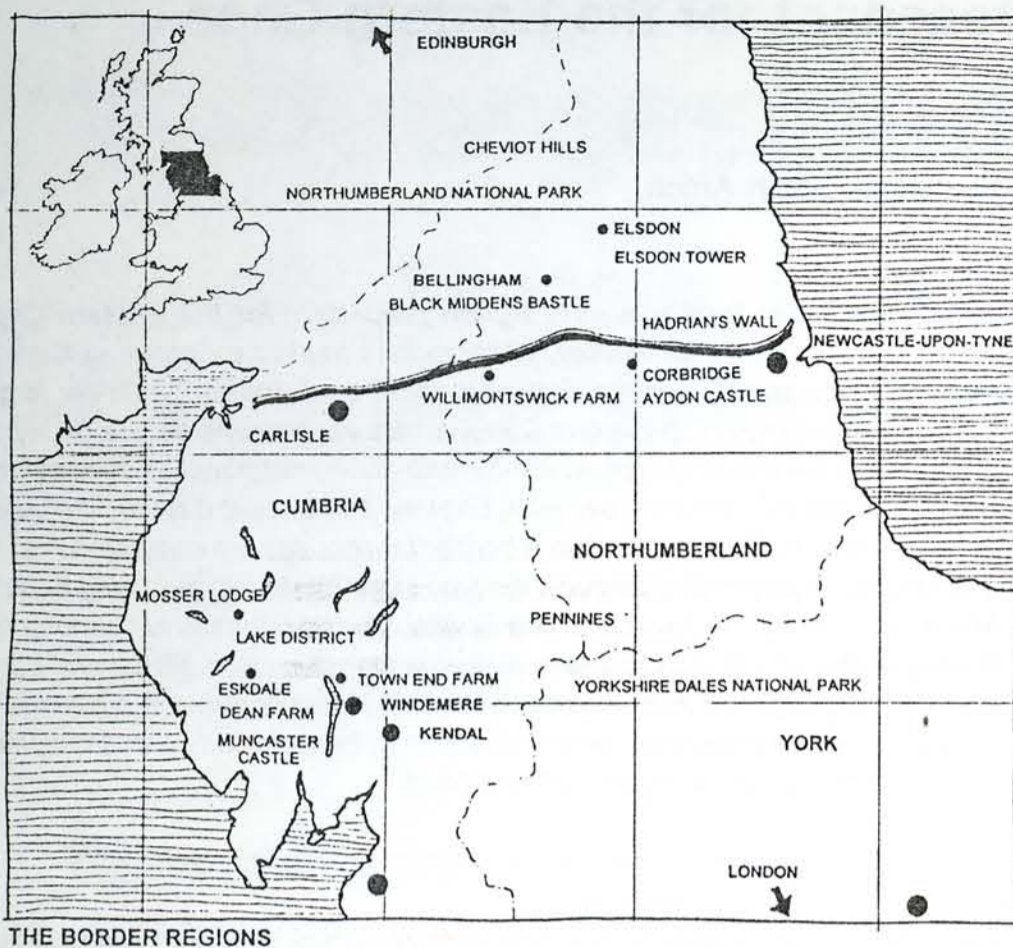 EDINBURGH
CHEVIOT HILLS
NORTHUMBERLAND NATIONAL PARK
ELSDON
ELSDON TOWER
BELLINGHAM
BLACK MIDDENS BASTLE
HADRIAN'S WALL
NEWCASTLE-UPON-TYNE
CORBRIDGE
WILLIMONTSWICK FARM
AYDON CASTLE
CARLISLE
CUMBRIA
NORTHUMBERLAND
MOSSER LODGE
PENNINES
LAKE DISTRICT
TOWN END FARM
ESKDALE
YORKSHIRE DALES NATIONAL PARK
DEAN FARM
WINDEMERE
MUNCASTER
CASTLE
KENDAL
YORK
LONDON
THE BORDER REGIONS